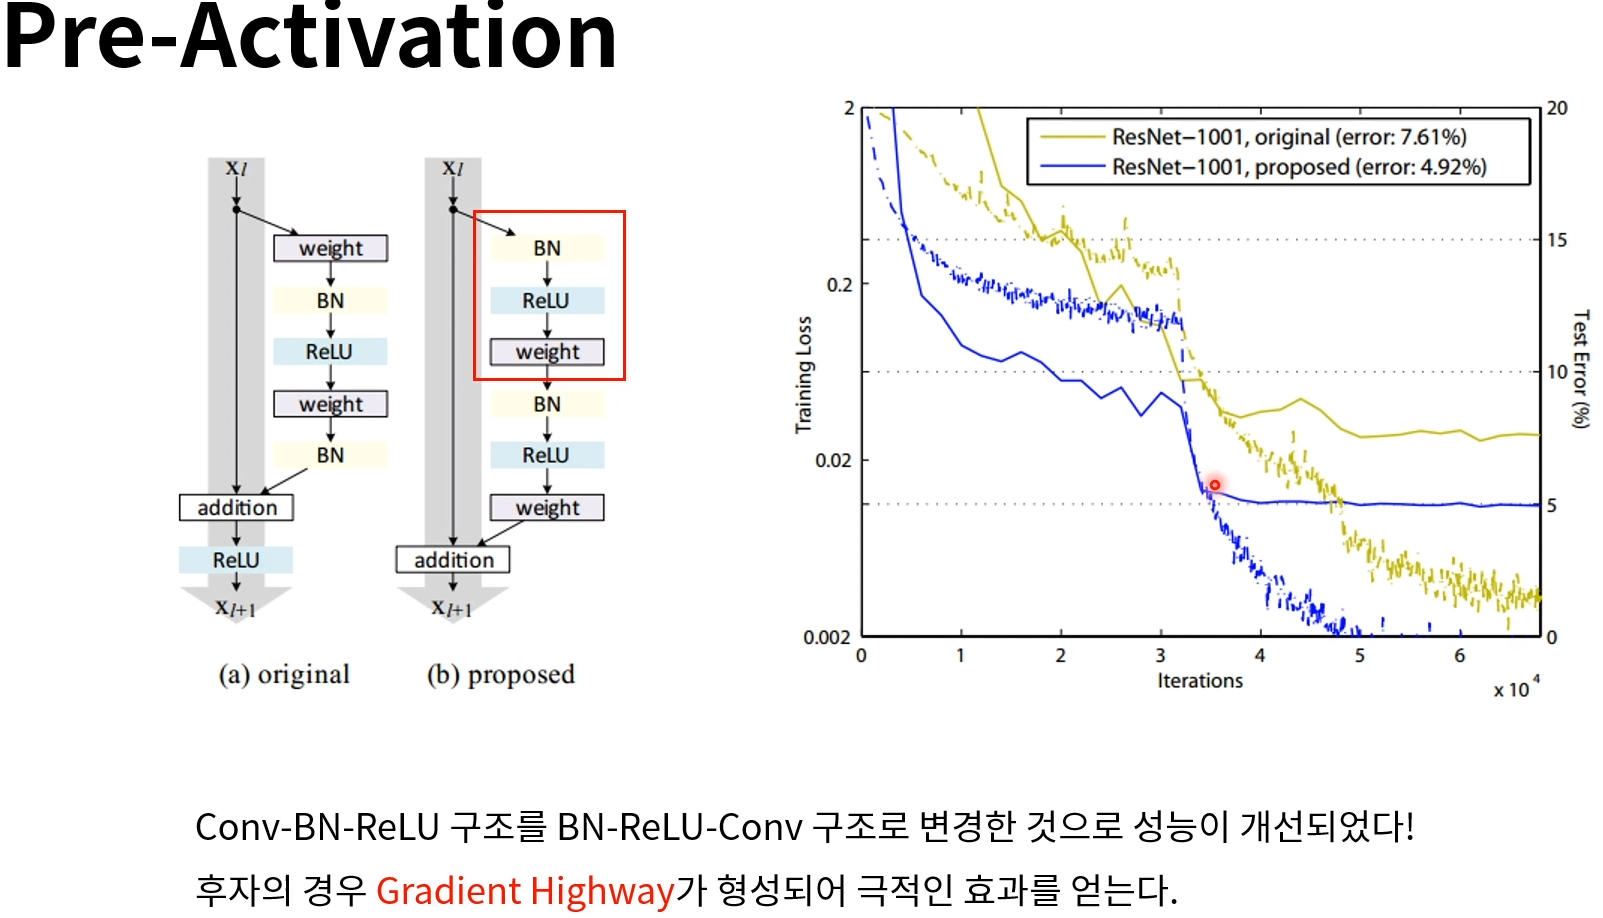 Pre-Activation
x_l
weight
BN
ReLU
weight
BN
addition
ReLU
x_{l+1}
(a) original
x_l
BN
ReLU
weight
BN
ReLU
weight
addition
x_{l+1}
(b) proposed
ResNet−1001, original (error: 7.61%)
ResNet−1001, proposed (error: 4.92%)
Training Loss
2
0.2
0.02
0.002
Test Error (%)
20
15
10
5
0
0 1 2 3 4 5 6
Iterations
x 10^4
Conv-BN-ReLU 구조를 BN-ReLU-Conv 구조로 변경한 것으로 성능이 개선되었다!
후자의 경우 Gradient Highway가 형성되어 극적인 효과를 얻는다.